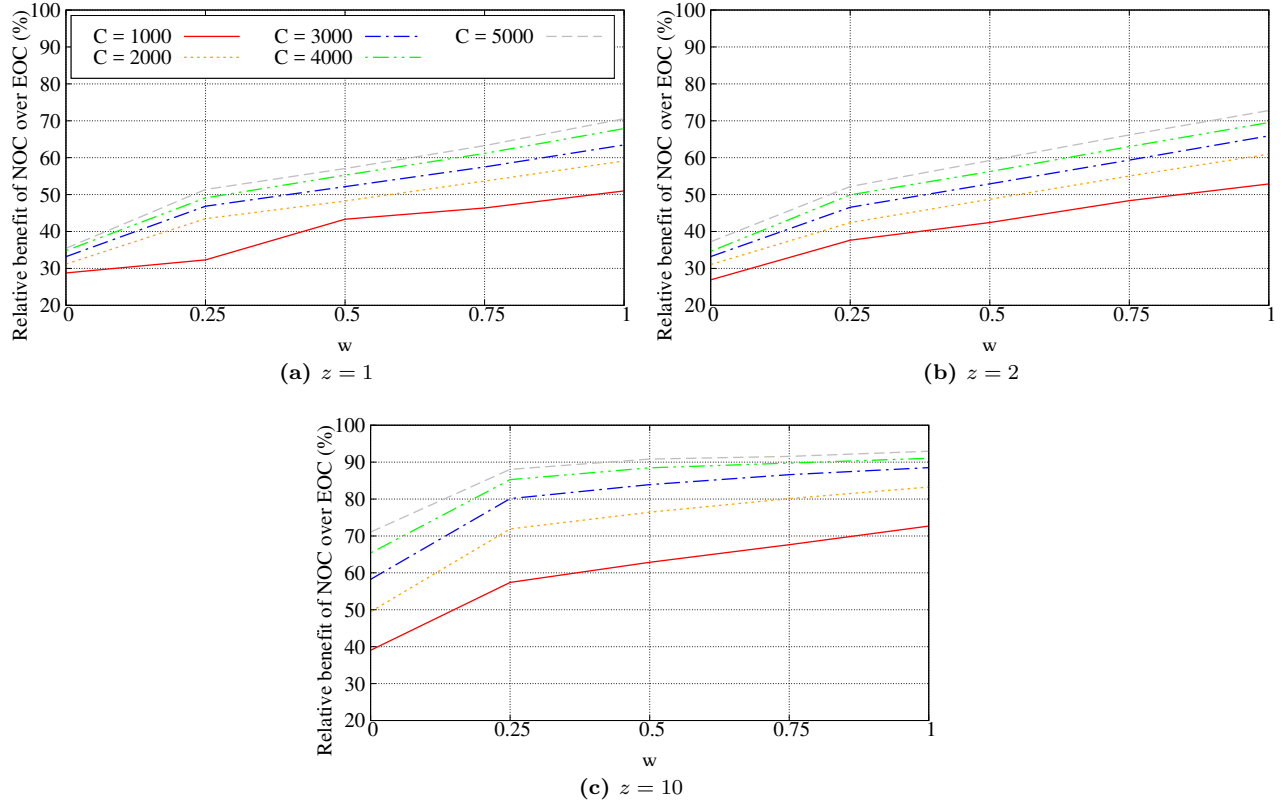 Relative benefit of NOC over EOC (%)
100
90
80
70
60
50
40
30
20
C = 1000
C = 3000
C = 5000
C = 2000
C = 4000
0 0.25 0.5 0.75 1
w
(a) z = 1
Relative benefit of NOC over EOC (%)
100
90
80
70
60
50
40
30
20
0 0.25 0.5 0.75 1
w
(b) z = 2
Relative benefit of NOC over EOC (%)
100
90
80
70
60
50
40
30
20
0 0.25 0.5 0.75 1
w
(c) z = 10